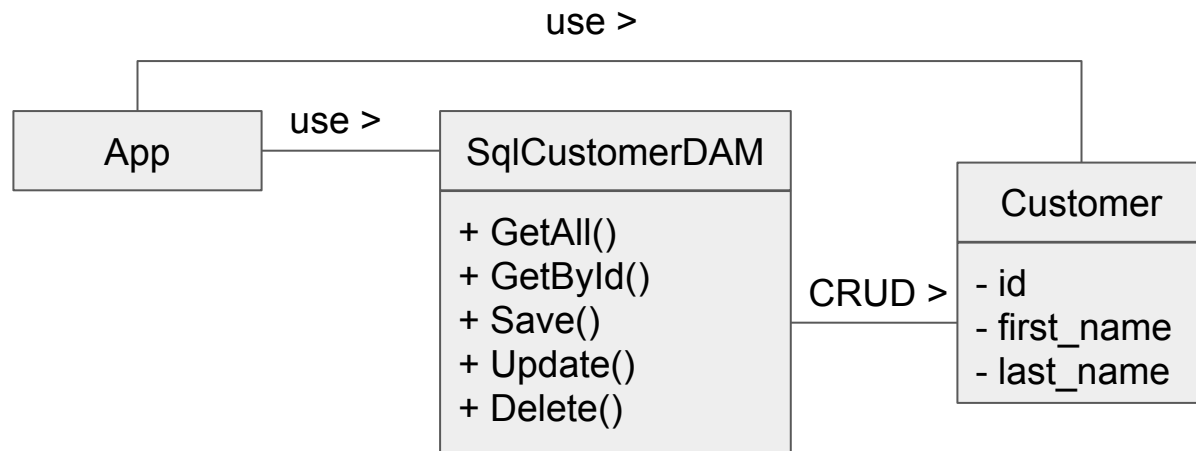 use >
App
use >
SqlCustomerDAM
+ GetAll()
+ GetById()
+ Save()
+ Update()
+ Delete()
CRUD >
Customer
- id
- first_name
- last_name